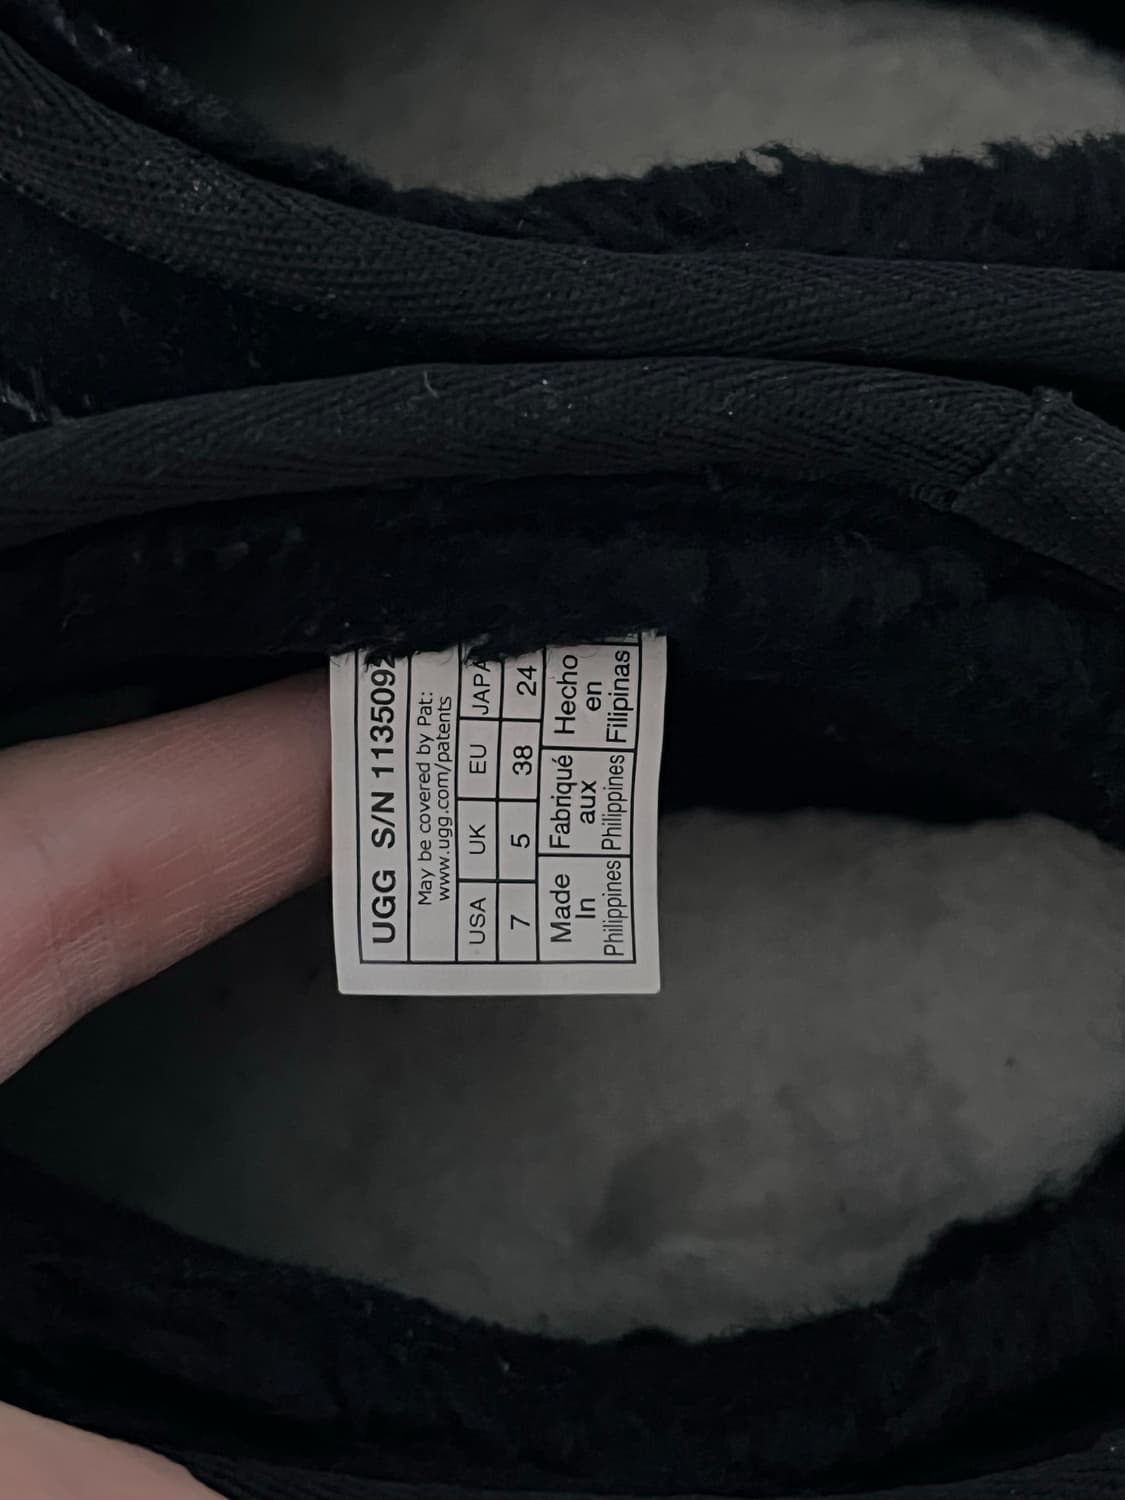 UGG S/N 1135092
May be covered by Pat:
www.ugg.com/patents
USA UK EU JAPA
7 5 38 24
Made In Philippines
Fabriqué aux Philippines
Hecho en Filipinas